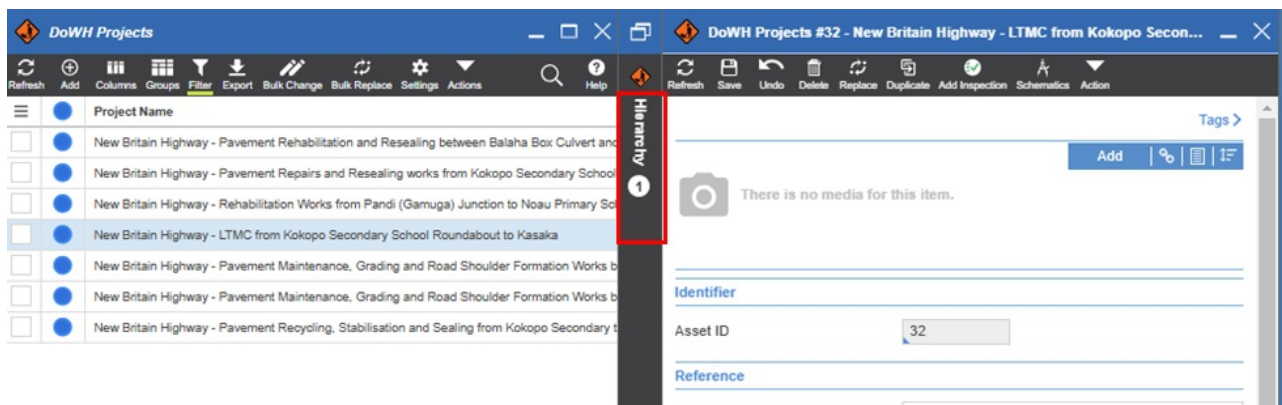 DoWH Projects
Refresh Add Columns Groups Filter Export Bulk Change Bulk Replace Settings Actions Help
Project Name
New Britain Highway - Pavement Rehabilitation and Resealing between Balaha Box Culvert and
New Britain Highway - Pavement Repairs and Resealing works from Kokopo Secondary School
New Britain Highway - Rehabilitation Works from Pandi (Gamuga) Junction to Noau Primary Sch
New Britain Highway - LTMC from Kokopo Secondary School Roundabout to Kasaka
New Britain Highway - Pavement Maintenance, Grading and Road Shoulder Formation Works b
New Britain Highway - Pavement Maintenance, Grading and Road Shoulder Formation Works b
New Britain Highway - Pavement Recycling, Stabilisation and Sealing from Kokopo Secondary t
Hierarchy 1
DoWH Projects #32 - New Britain Highway - LTMC from Kokopo Secon...
Refresh Save Undo Delete Replace Duplicate Add Inspection Schematics Action
Tags >
Add
There is no media for this item.
Identifier
Asset ID 32
Reference